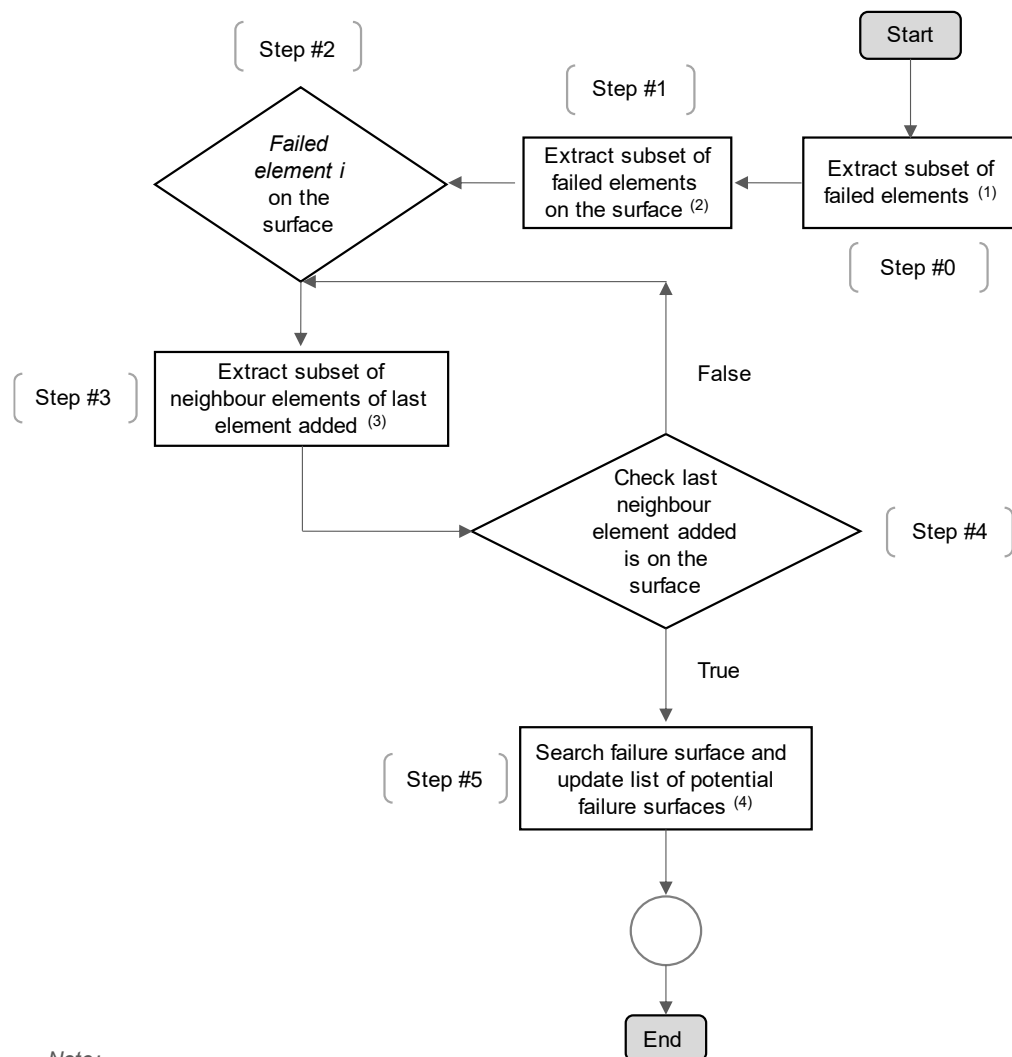 Start
Extract subset of
failed elements (1)
Step #0
Step #1
Extract subset of
failed elements
on the surface (2)
Step #2
Failed
element i
on the
surface
Step #3
Extract subset of
neighbour elements of last
element added (3)
False
Check last
neighbour
element added
is on the
surface
Step #4
True
Step #5
Search failure surface and
update list of potential
failure surfaces (4)
End
Note: